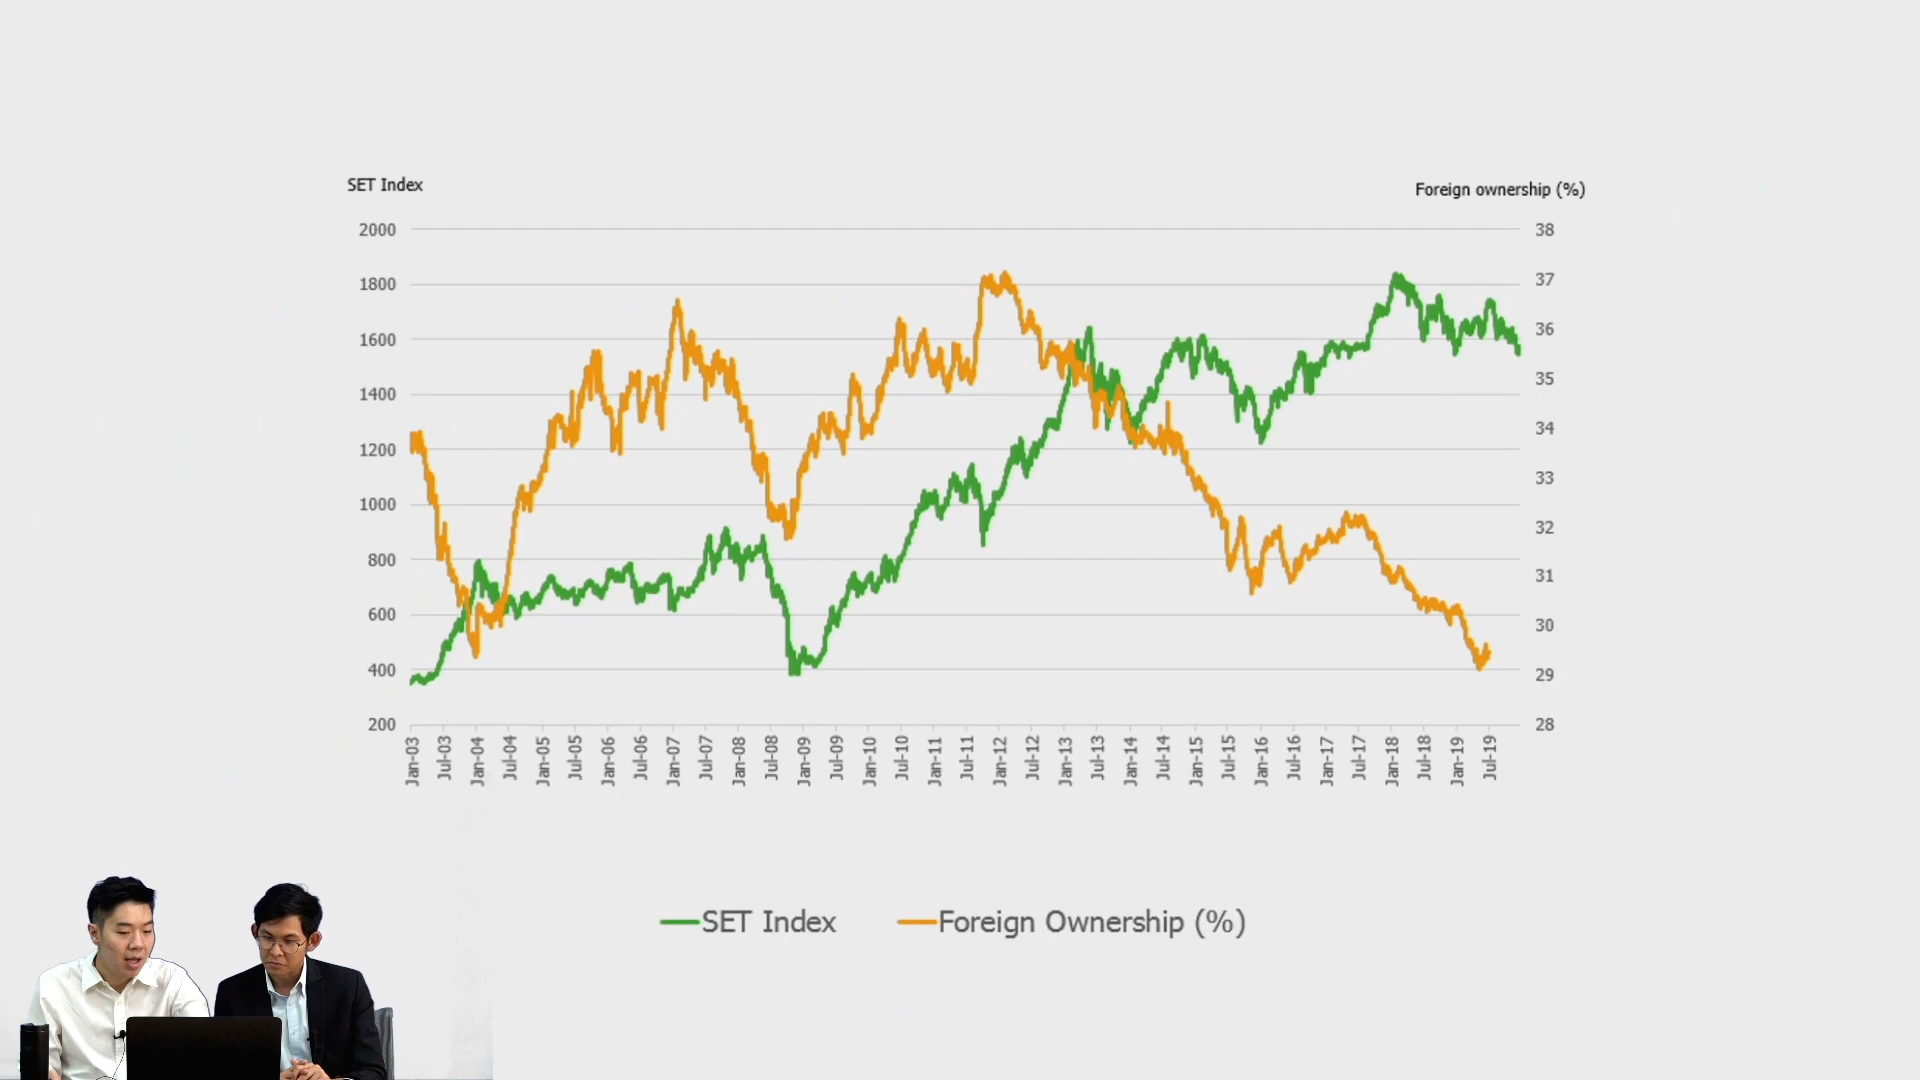 SET Index
Foreign ownership (%)
2000
1800
1600
1400
1200
1000
800
600
400
200
38
37
36
35
34
33
32
31
30
29
28
Jan-03
Jul-03
Jan-04
Jul-04
Jan-05
Jul-05
Jan-06
Jul-06
Jan-07
Jul-07
Jan-08
Jul-08
Jan-09
Jul-09
Jan-10
Jul-10
Jan-11
Jul-11
Jan-12
Jul-12
Jan-13
Jul-13
Jan-14
Jul-14
Jan-15
Jul-15
Jan-16
Jul-16
Jan-17
Jul-17
Jan-18
Jul-18
Jan-19
Jul-19
SET Index
Foreign Ownership (%)